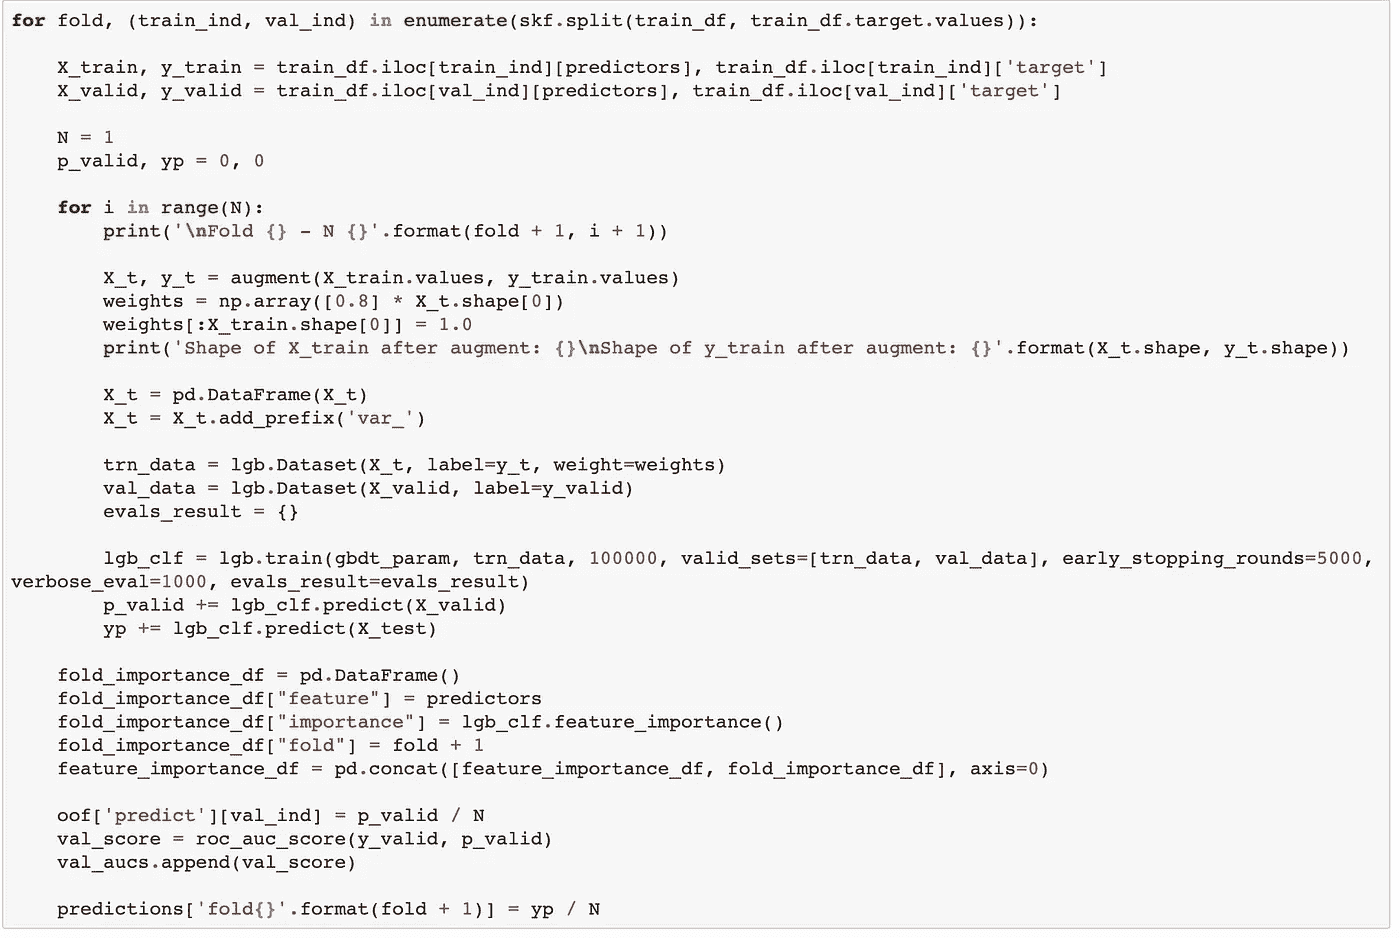 for fold, (train_ind, val_ind) in enumerate(skf.split(train_df, train_df.target.values)):
X_train, y_train = train_df.iloc[train_ind][predictors], train_df.iloc[train_ind]['target']
X_valid, y_valid = train_df.iloc[val_ind][predictors], train_df.iloc[val_ind]['target']
N = 1
p_valid, yp = 0, 0
for i in range(N):
print('\nFold {} - N {}'.format(fold + 1, i + 1))
X_t, y_t = augment(X_train.values, y_train.values)
weights = np.array([0.8] * X_t.shape[0])
weights[:X_train.shape[0]] = 1.0
print('Shape of X_train after augment: {}\nShape of y_train after augment: {}'.format(X_t.shape, y_t.shape))
X_t = pd.DataFrame(X_t)
X_t = X_t.add_prefix('var_')
trn_data = lgb.Dataset(X_t, label=y_t, weight=weights)
val_data = lgb.Dataset(X_valid, label=y_valid)
evals_result = {}
lgb_clf = lgb.train(gbdt_param, trn_data, 100000, valid_sets=[trn_data, val_data], early_stopping_rounds=5000,
verbose_eval=1000, evals_result=evals_result)
p_valid += lgb_clf.predict(X_valid)
yp += lgb_clf.predict(X_test)
fold_importance_df = pd.DataFrame()
fold_importance_df["feature"] = predictors
fold_importance_df["importance"] = lgb_clf.feature_importance()
fold_importance_df["fold"] = fold + 1
feature_importance_df = pd.concat([feature_importance_df, fold_importance_df], axis=0)
oof['predict'][val_ind] = p_valid / N
val_score = roc_auc_score(y_valid, p_valid)
val_aucs.append(val_score)
predictions['fold{}'.format(fold + 1)] = yp / N